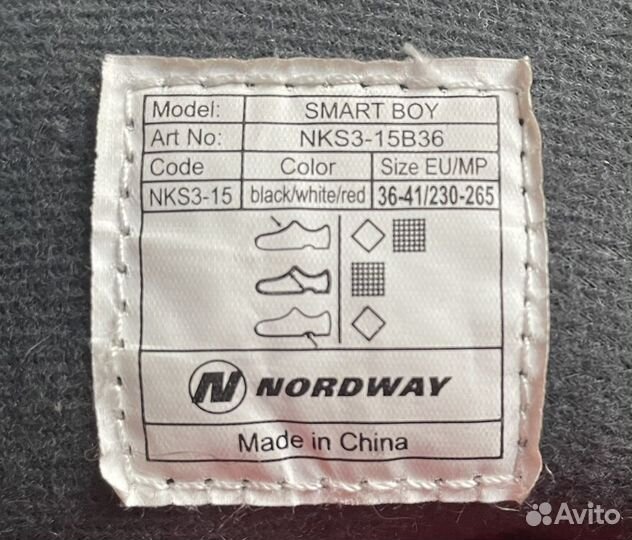 Model: SMART BOY
Art No: NKS3-15B36
Code Color Size EU/MP
NKS3-15 black/white/red 36-41/230-265
N NORDWAY
Made in China
Avito